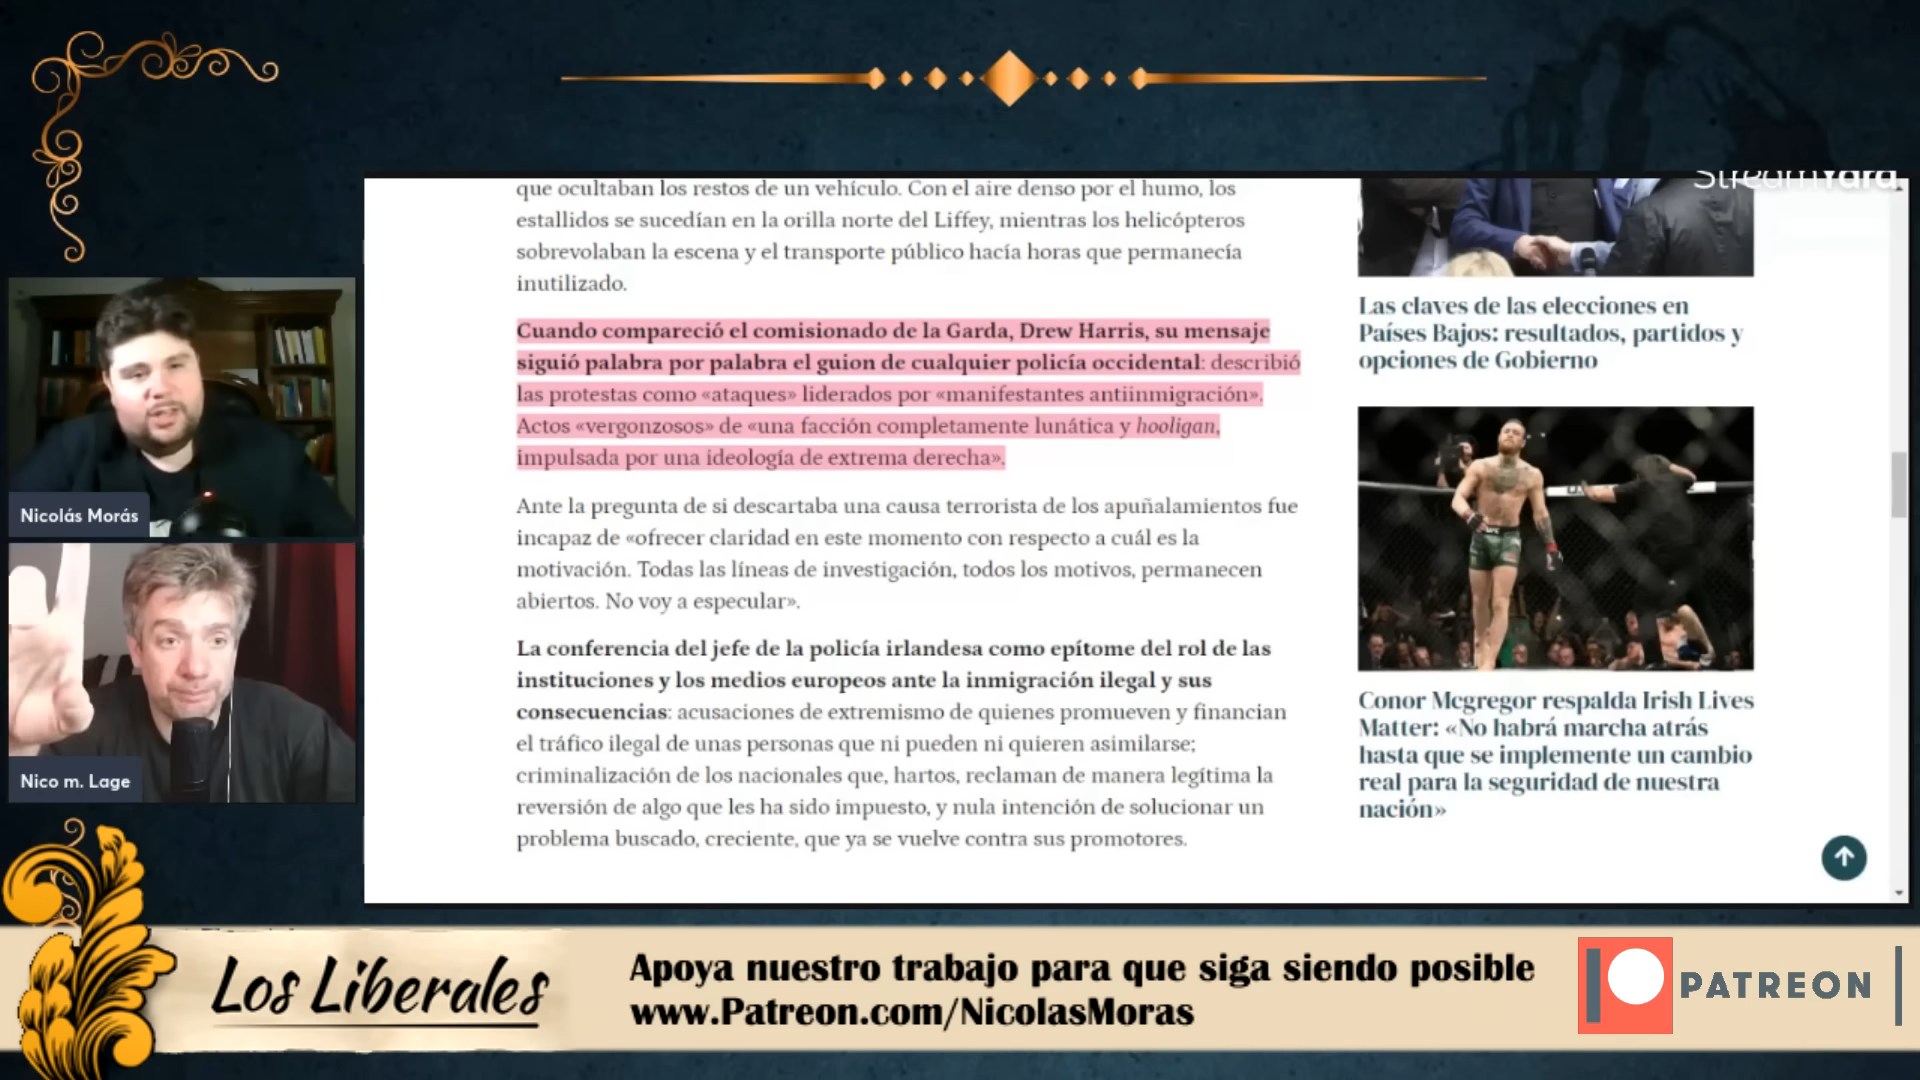 StreamYard
que ocultaban los restos de un vehículo. Con el aire denso por el humo, los
estallidos se sucedían en la orilla norte del Liffey, mientras los helicópteros
sobrevolaban la escena y el transporte público hacía horas que permanecía
inutilizado.
Cuando compareció el comisionado de la Garda, Drew Harris, su mensaje
siguió palabra por palabra el guion de cualquier policía occidental: describió
las protestas como «ataques» liderados por «manifestantes antiinmigración».
Actos «vergonzosos» de «una facción completamente lunática y hooligan,
impulsada por una ideología de extrema derecha».
Ante la pregunta de si descartaba una causa terrorista de los apuñalamientos fue
incapaz de «ofrecer claridad en este momento con respecto a cuál es la
motivación. Todas las líneas de investigación, todos los motivos, permanecen
abiertos. No voy a especular».
La conferencia del jefe de la policía irlandesa como epítome del rol de las
instituciones y los medios europeos ante la inmigración ilegal y sus
consecuencias: acusaciones de extremismo de quienes promueven y financian
el tráfico ilegal de unas personas que ni pueden ni quieren asimilarse;
criminalización de los nacionales que, hartos, reclaman de manera legítima la
reversión de algo que les ha sido impuesto, y nula intención de solucionar un
problema buscado, creciente, que ya se vuelve contra sus promotores.
Las claves de las elecciones en
Países Bajos: resultados, partidos y
opciones de Gobierno
Conor Mcgregor respalda Irish Lives
Matter: «No habrá marcha atrás
hasta que se implemente un cambio
real para la seguridad de nuestra
nación»
Nicolás Morás
Nico m. Lage
Los Liberales
Apoya nuestro trabajo para que siga siendo posible
www.Patreon.com/NicolasMoras
PATREON